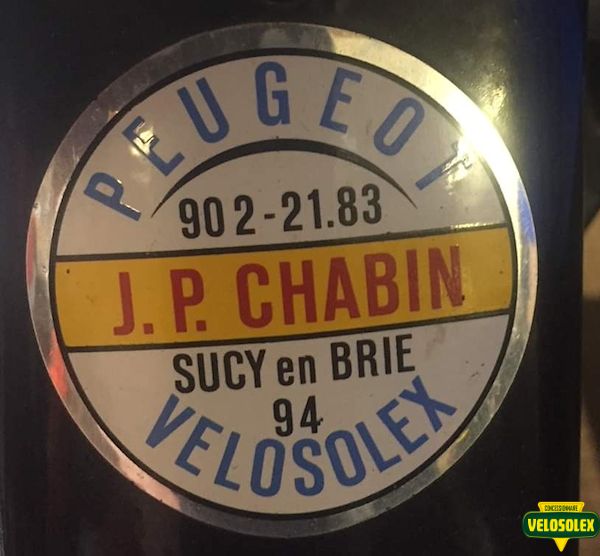 PEUGEOT
902-21.83
J.P. CHABIN
SUCY en BRIE
94
VELOSOLEX
CONCESSIONNAIRE
VELOSOLEX